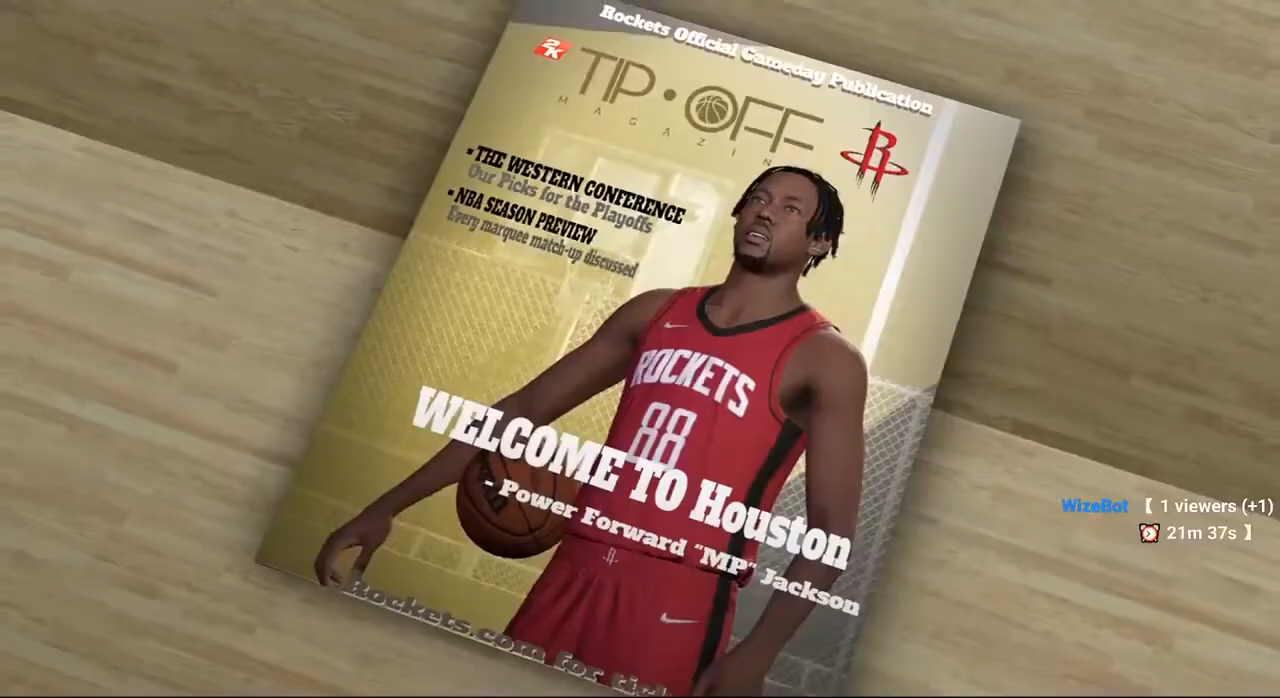 Rockets Official Gameday Publication
2K
TIP•OFF
MAGAZIN
R
- THE WESTERN CONFERENCE
Our Picks for the Playoffs
- NBA SEASON PREVIEW
Every marquee match-up discussed
ROCKETS
88
WELCOME TO Houston
- Power Forward "MP" Jackson
Rockets.com for tick
WizeBot 【 1 viewers (+1)
⏰ 21m 37s 】